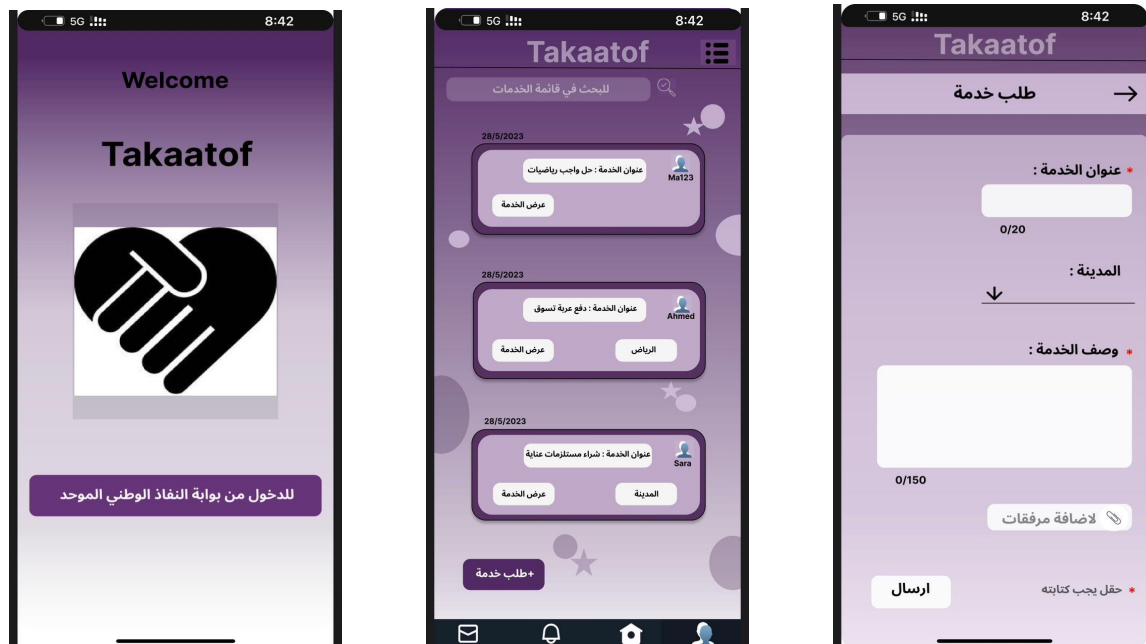 5G 8:42
Welcome
Takaatof
للدخول من بوابة النفاذ الوطني الموحد
5G 8:42
Takaatof
للبحث في قائمة الخدمات
28/5/2023
عنوان الخدمة : حل واجب رياضيات
Ma123
عرض الخدمة
28/5/2023
عنوان الخدمة : دفع عربة تسوق
Ahmed
الرياض
عرض الخدمة
28/5/2023
عنوان الخدمة : شراء مستلزمات عناية
Sara
المدينة
عرض الخدمة
+طلب خدمة
5G 8:42
Takaatof
طلب خدمة
* عنوان الخدمة :
0/20
المدينة :
* وصف الخدمة :
0/150
لاضافة مرفقات
* حقل يجب كتابته
ارسال